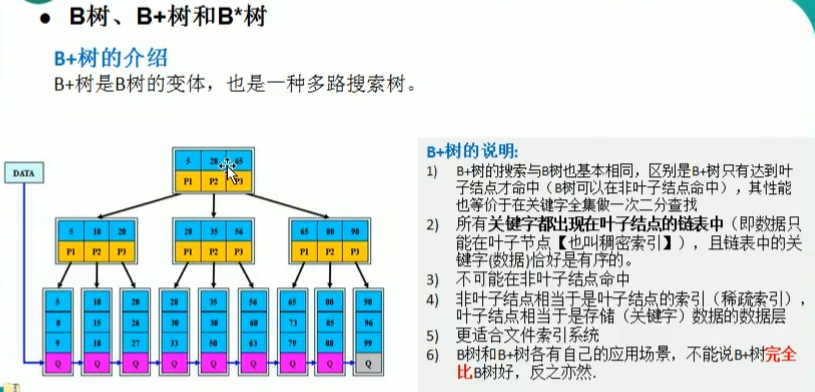 B树、B+树和B*树
B+树的介绍
B+树是B树的变体，也是一种多路搜索树。
DATA
5 28 65
P1 P2 P3
5 10 20
P1 P2 P3
28 35 56
P1 P2 P3
65 80 90
P1 P2 P3
5 10 20 28 35 56 65 80 90
8 15 26 30 38 60 73 85 96
9 18 27 33 50 63 79 88 99
Q Q Q Q Q Q Q Q Q
B+树的说明:
1) B+树的搜索与B树也基本相同，区别是B+树只有达到叶
子结点才命中（B树可以在非叶子结点命中），其性能
也等价于在关键字全集做一次二分查找
2) 所有关键字都出现在叶子结点的链表中（即数据只
能在叶子节点【也叫稠密索引】），且链表中的关
键字(数据)恰好是有序的。
3) 不可能在非叶子结点命中
4) 非叶子结点相当于是叶子结点的索引（稀疏索引），
叶子结点相当于是存储（关键字）数据的数据层
5) 更适合文件索引系统
6) B树和B+树各有自己的应用场景，不能说B+树完全
比B树好，反之亦然.